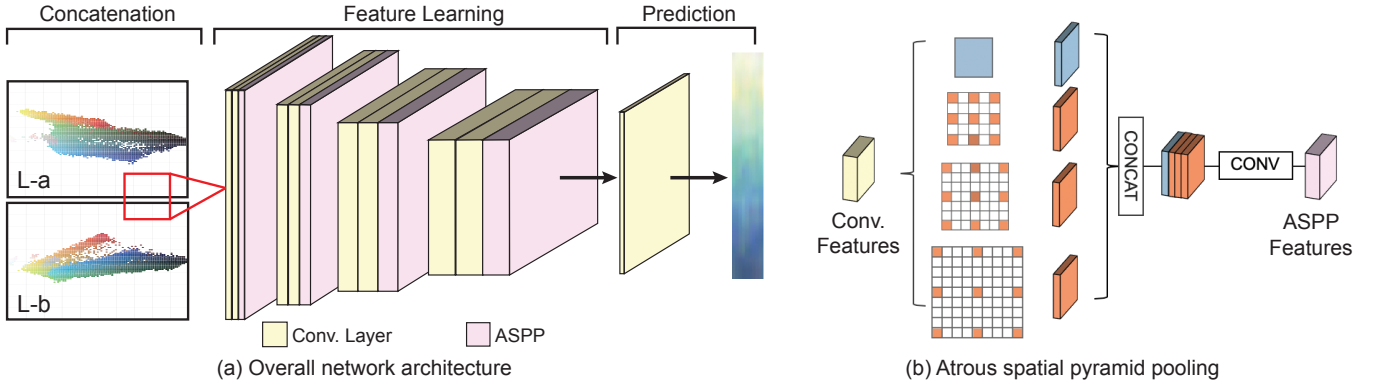 Concatenation
Feature Learning
Prediction
L-a
L-b
Conv. Layer
ASPP
(a) Overall network architecture
Conv.
Features
CONCAT
CONV
ASPP
Features
(b) Atrous spatial pyramid pooling